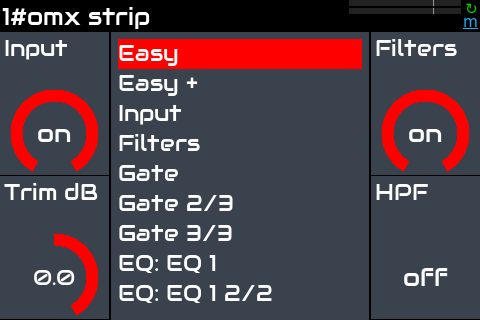 1#omx strip
↻
m
Input
on
Trim dB
0.0
Easy
Easy +
Input
Filters
Gate
Gate 2/3
Gate 3/3
EQ: EQ 1
EQ: EQ 1 2/2
Filters
on
HPF
off